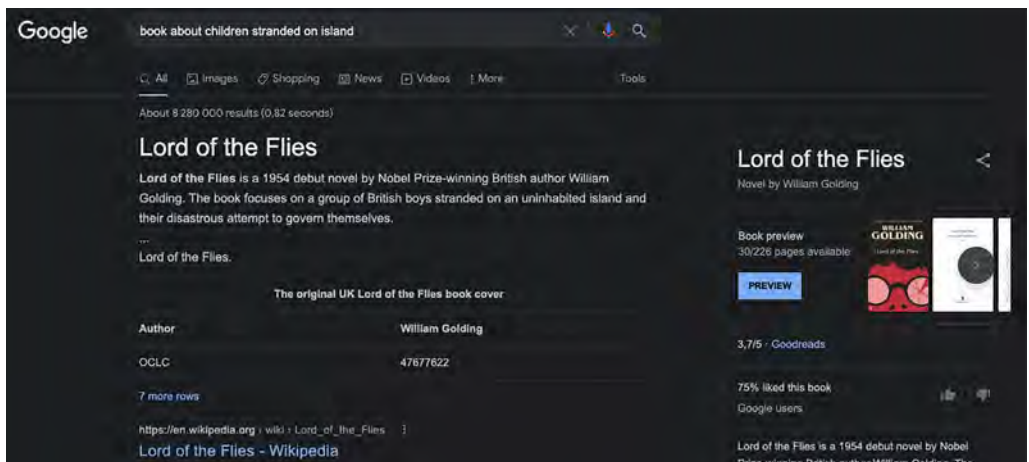 Google
book about children stranded on island
All Images Shopping News Videos More Tools
About 8 280 000 results (0,82 seconds)
Lord of the Flies
Lord of the Flies is a 1954 debut novel by Nobel Prize-winning British author William
Golding. The book focuses on a group of British boys stranded on an uninhabited island and
their disastrous attempt to govern themselves.
...
Lord of the Flies.
The original UK Lord of the Flies book cover
Author William Golding
OCLC 47677622
7 more rows
https://en.wikipedia.org › wiki › Lord_of_the_Flies
Lord of the Flies - Wikipedia
Lord of the Flies
Novel by William Golding
Book preview
30/226 pages available
PREVIEW
WILLIAM
GOLDING
Lord of the Flies
3,7/5 · Goodreads
75% liked this book
Google users
Lord of the Flies is a 1954 debut novel by Nobel